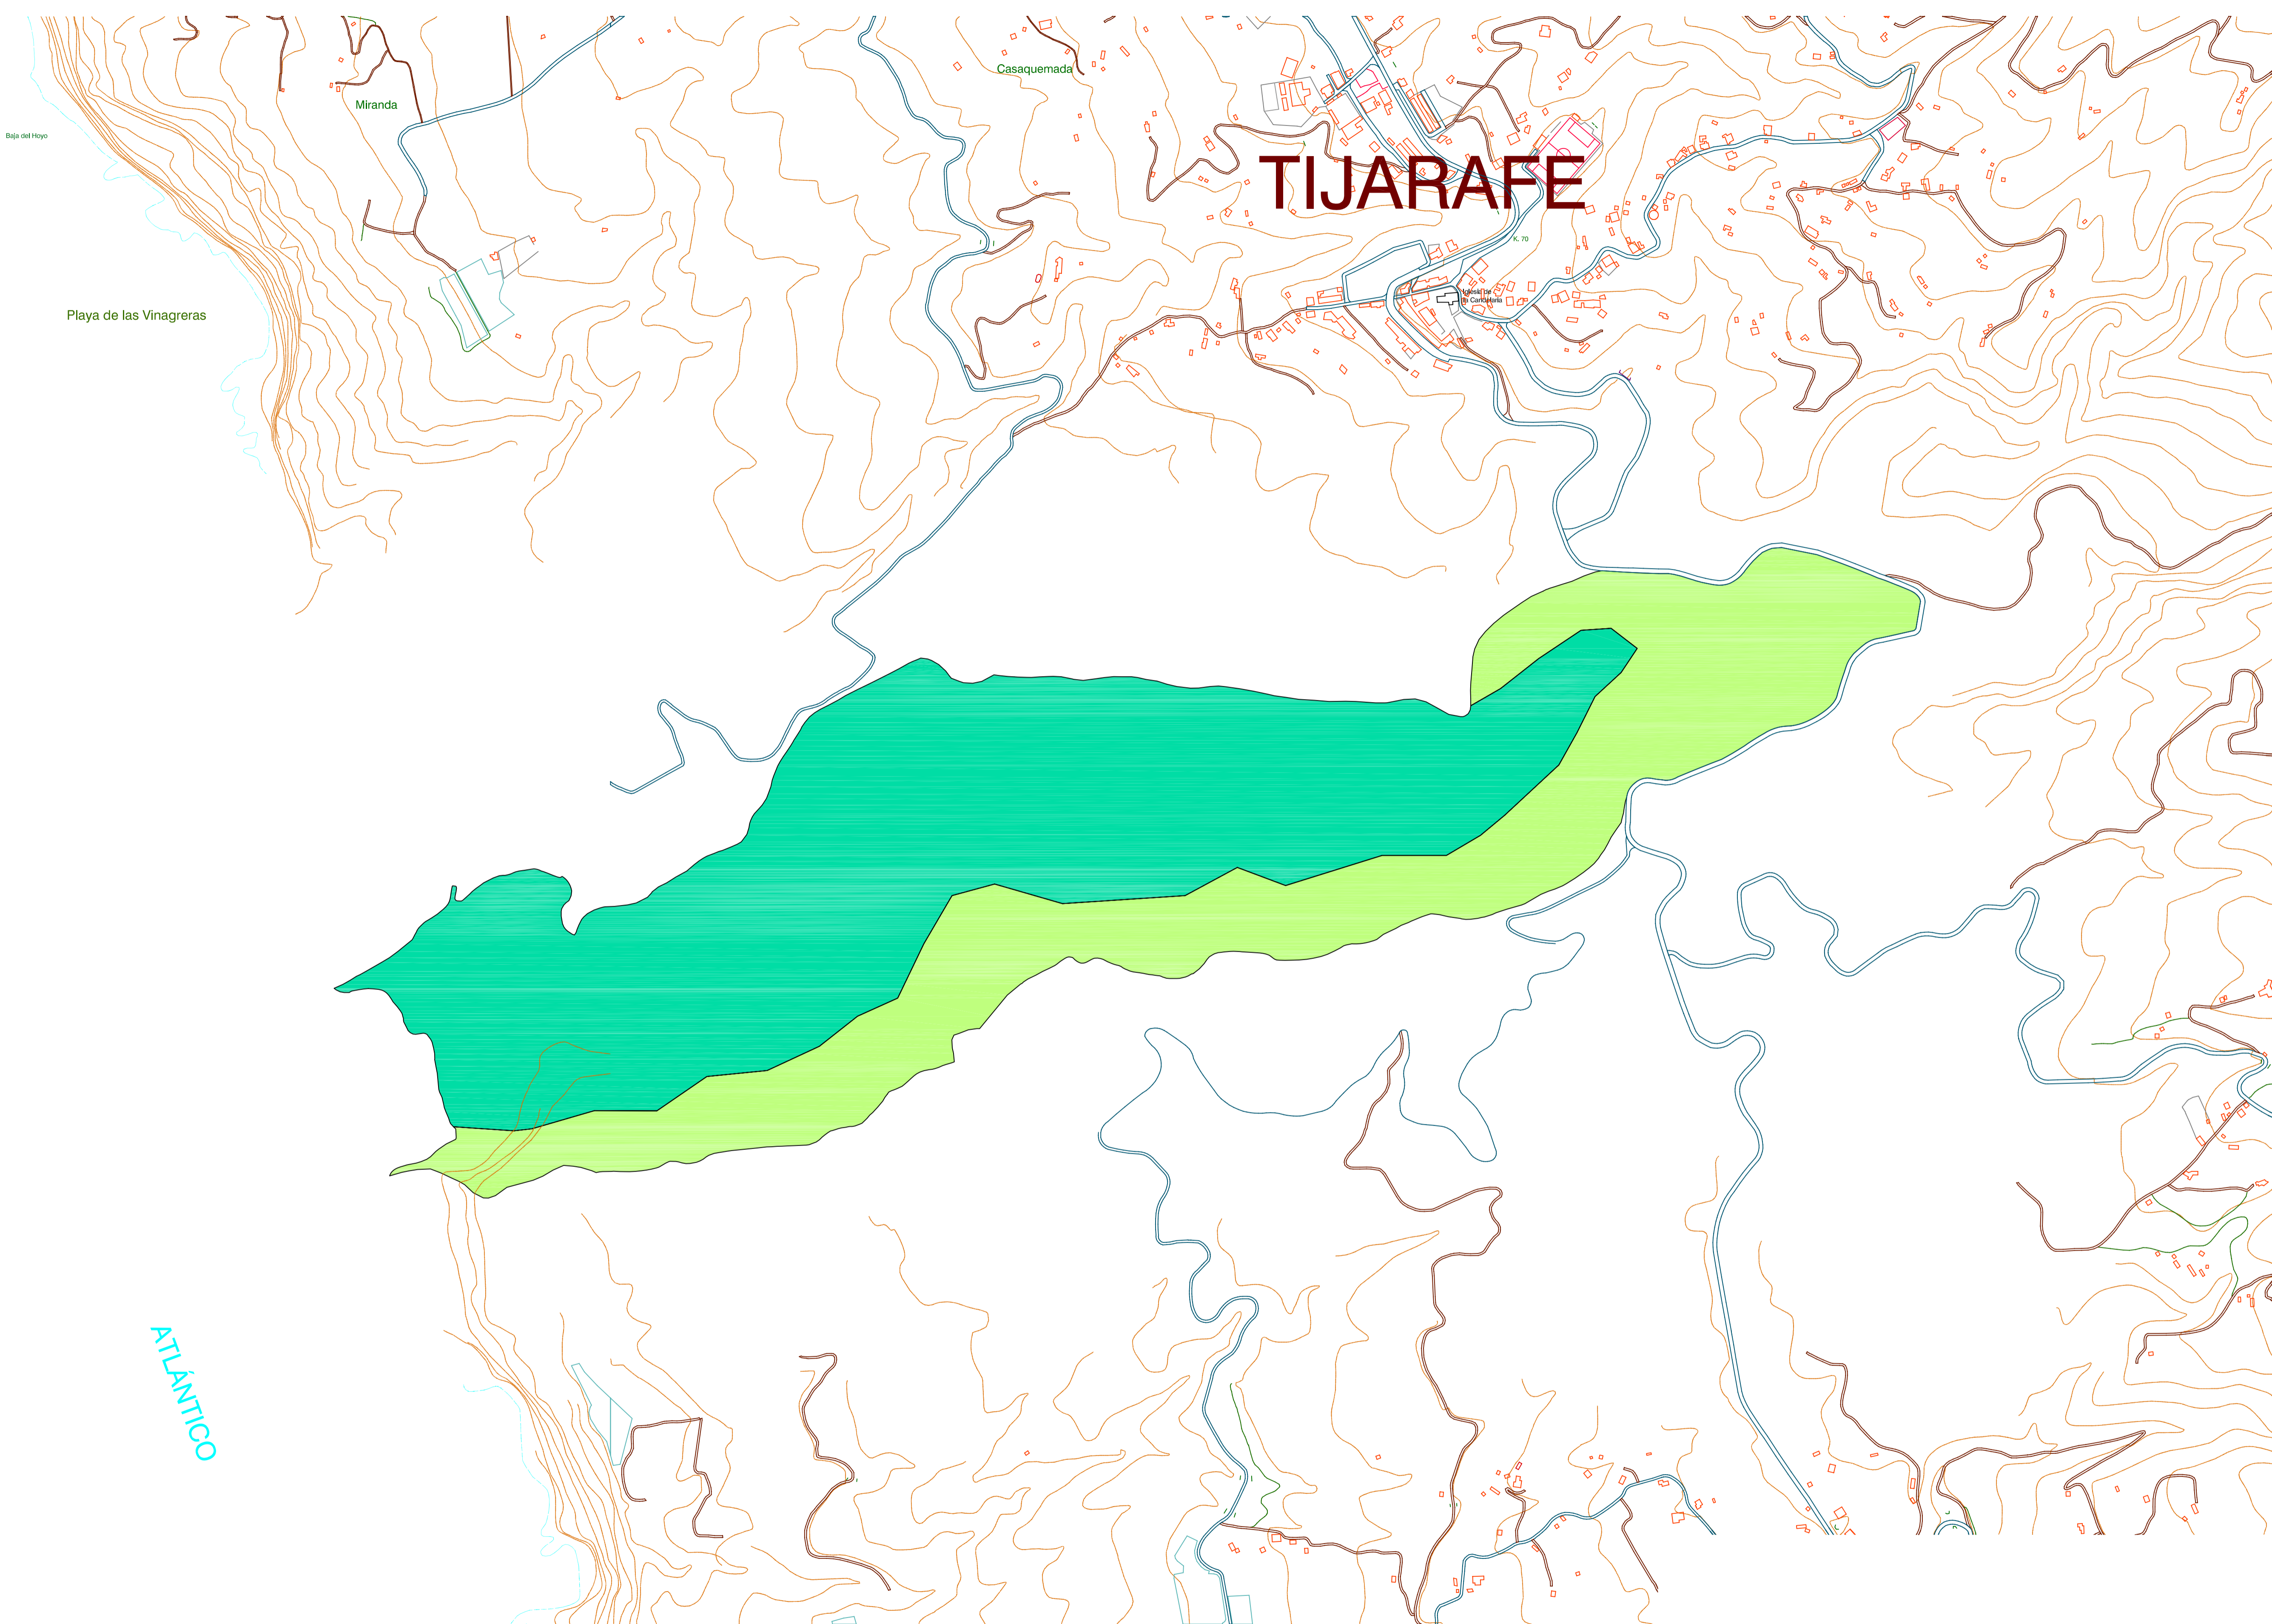 Casaquemada
Miranda
Baja del Hoyo
TIJARAFE
K. 70
Iglesia de
la Candelaria
Playa de las Vinagreras
ATLÁNTICO